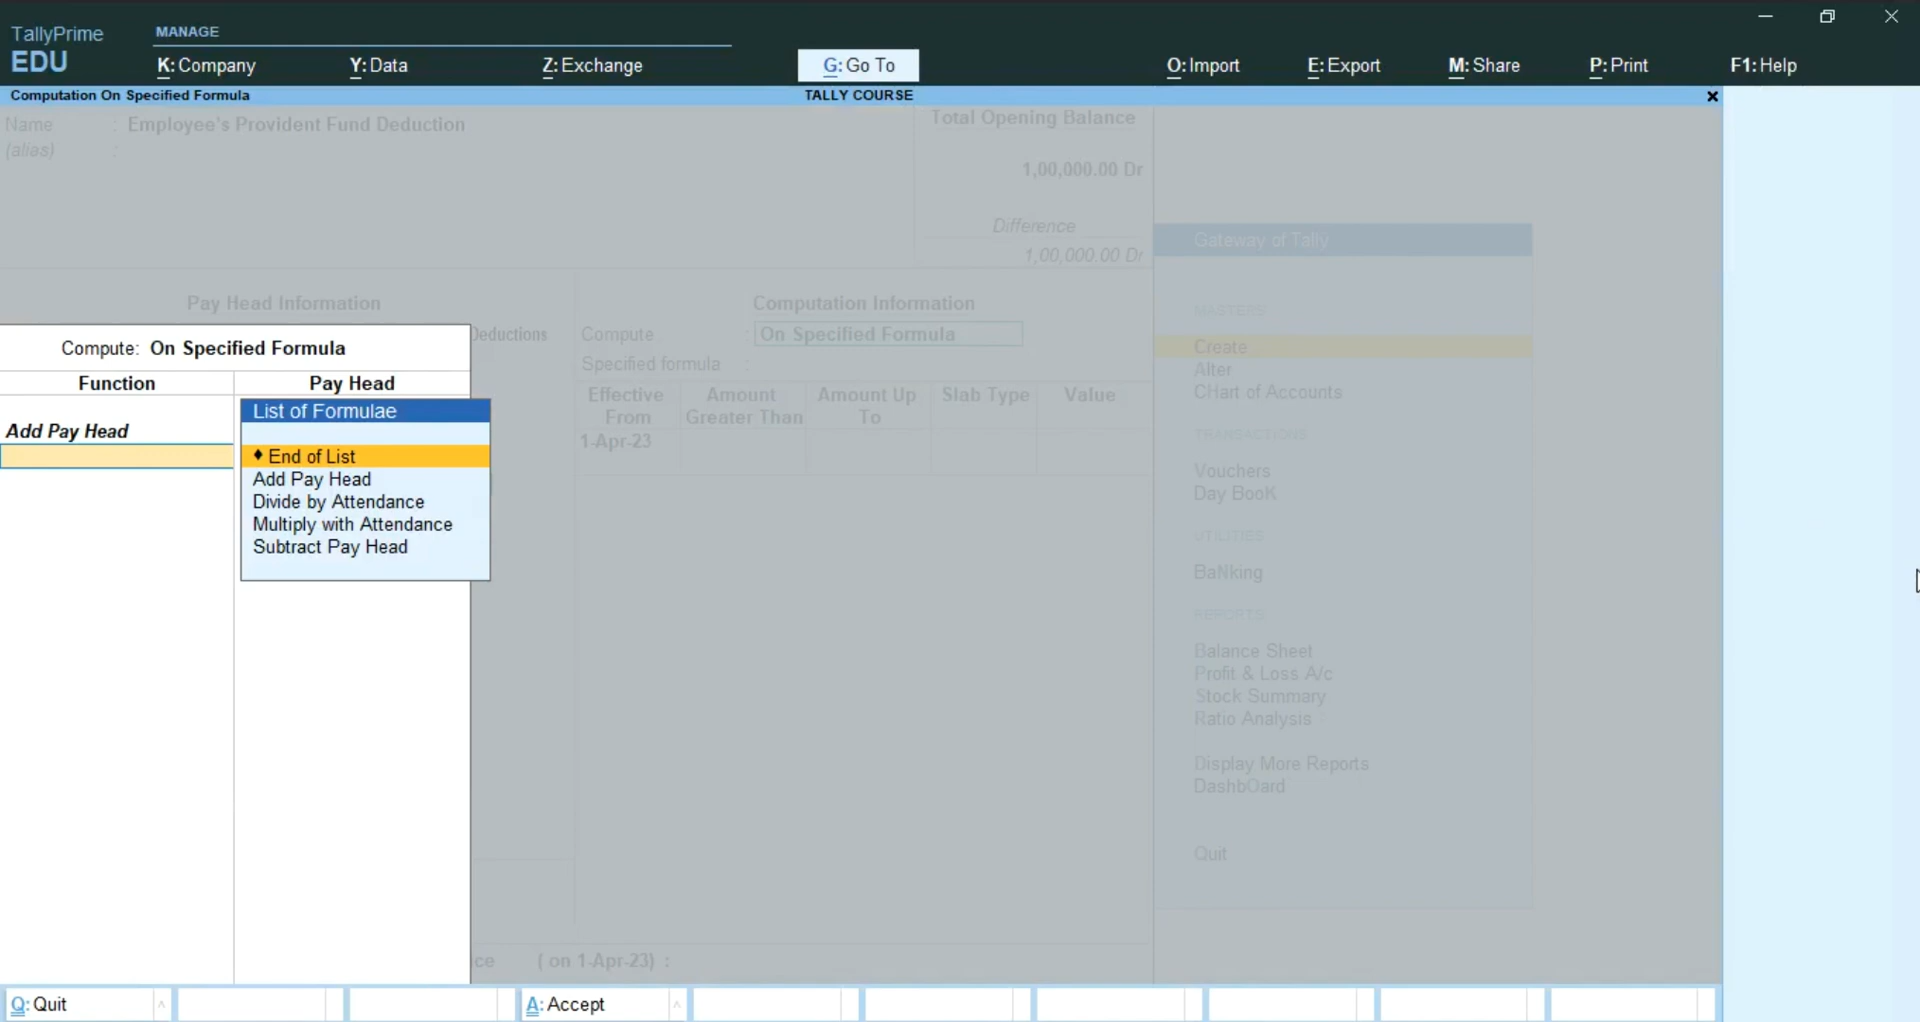 TallyPrime
EDU
MANAGE
K: Company
Y: Data
Z: Exchange
G: Go To
O: Import
E: Export
M: Share
P: Print
F1: Help
Computation On Specified Formula
TALLY COURSE
Name : Employee's Provident Fund Deduction
(alias) :
Total Opening Balance
1,00,000.00 Dr
Difference
1,00,000.00 Dr
Pay Head Information
Deductions
Computation Information
Compute : On Specified Formula
Specified formula :
Effective From
Amount Greater Than
Amount Up To
Slab Type
Value
1-Apr-23
Compute: On Specified Formula
Function
Pay Head
Add Pay Head
List of Formulae
♦ End of List
Add Pay Head
Divide by Attendance
Multiply with Attendance
Subtract Pay Head
Gateway of Tally
MASTERS
Create
Alter
CHart of Accounts
TRANSACTIONS
Vouchers
Day BooK
UTILITIES
BaNking
REPORTS
Balance Sheet
Profit & Loss A/c
Stock Summary
Ratio Analysis
Display More Reports
DashbOard
Quit
ce ( on 1-Apr-23) :
Q: Quit
A: Accept